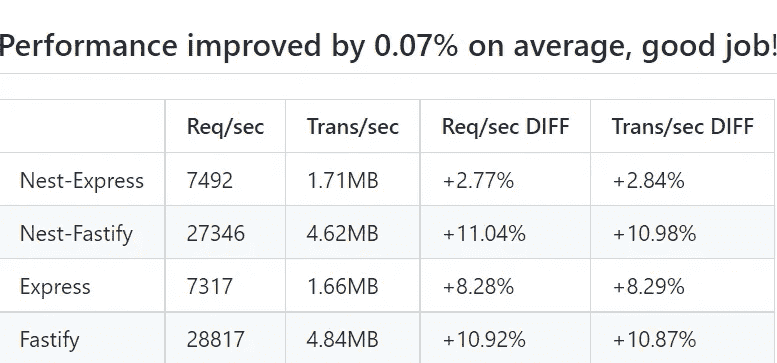 Performance improved by 0.07% on average, good job!
Req/sec Trans/sec Req/sec DIFF Trans/sec DIFF
Nest-Express 7492 1.71MB +2.77% +2.84%
Nest-Fastify 27346 4.62MB +11.04% +10.98%
Express 7317 1.66MB +8.28% +8.29%
Fastify 28817 4.84MB +10.92% +10.87%